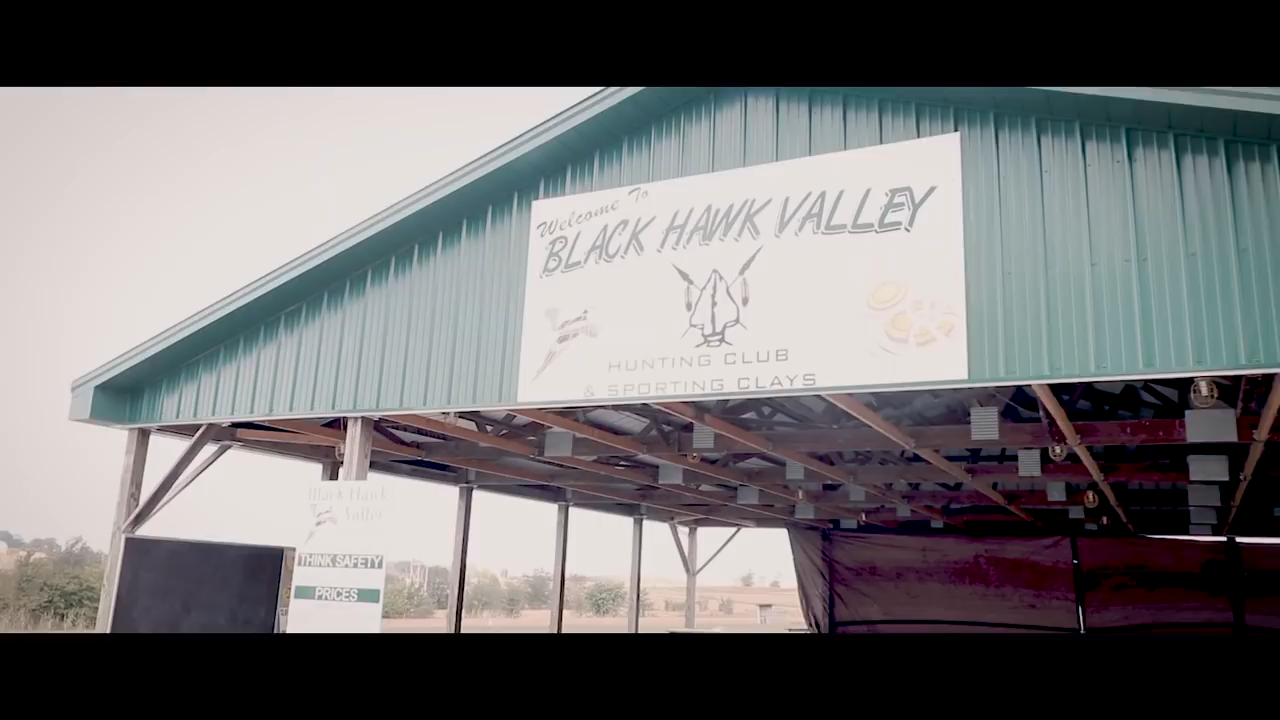 Welcome To
BLACK HAWK VALLEY
HUNTING CLUB
& SPORTING CLAYS
Black Hawk
Valley
THINK SAFETY
PRICES